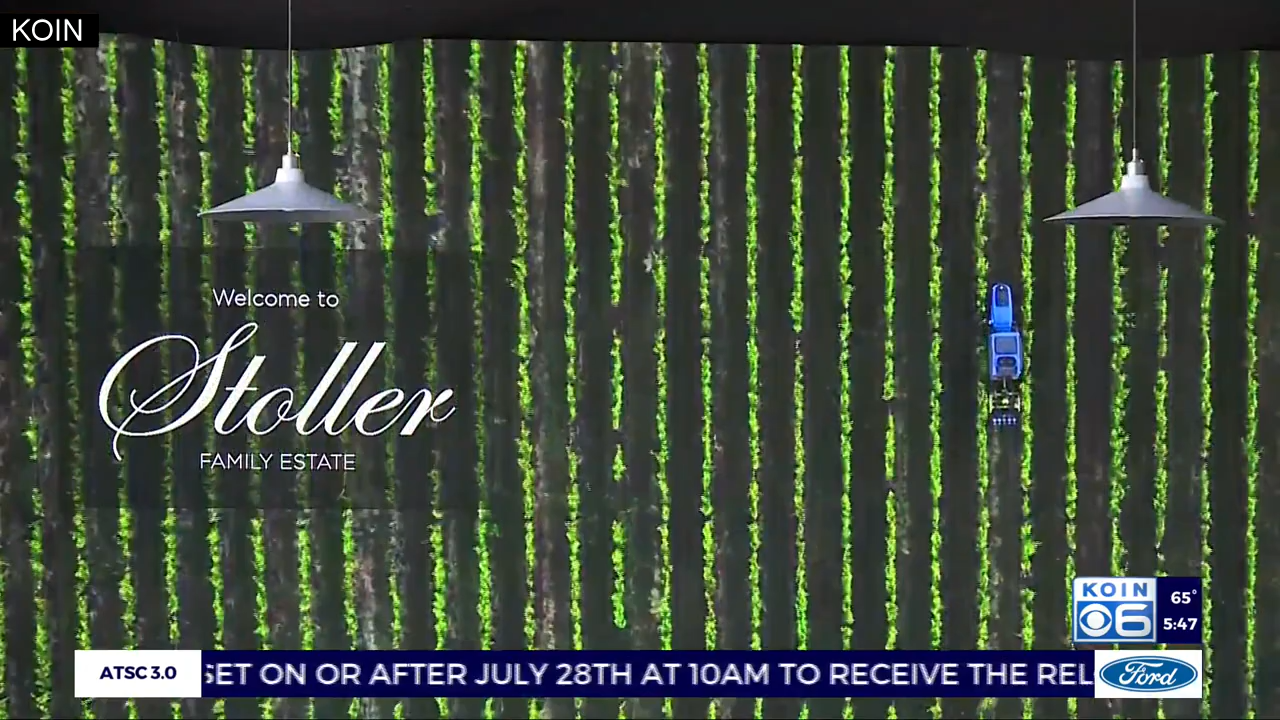 KOIN
Welcome to
Stoller
FAMILY ESTATE
KOIN
6
65°
5:47
ATSC 3.0
SET ON OR AFTER JULY 28TH AT 10AM TO RECEIVE THE REL
Ford